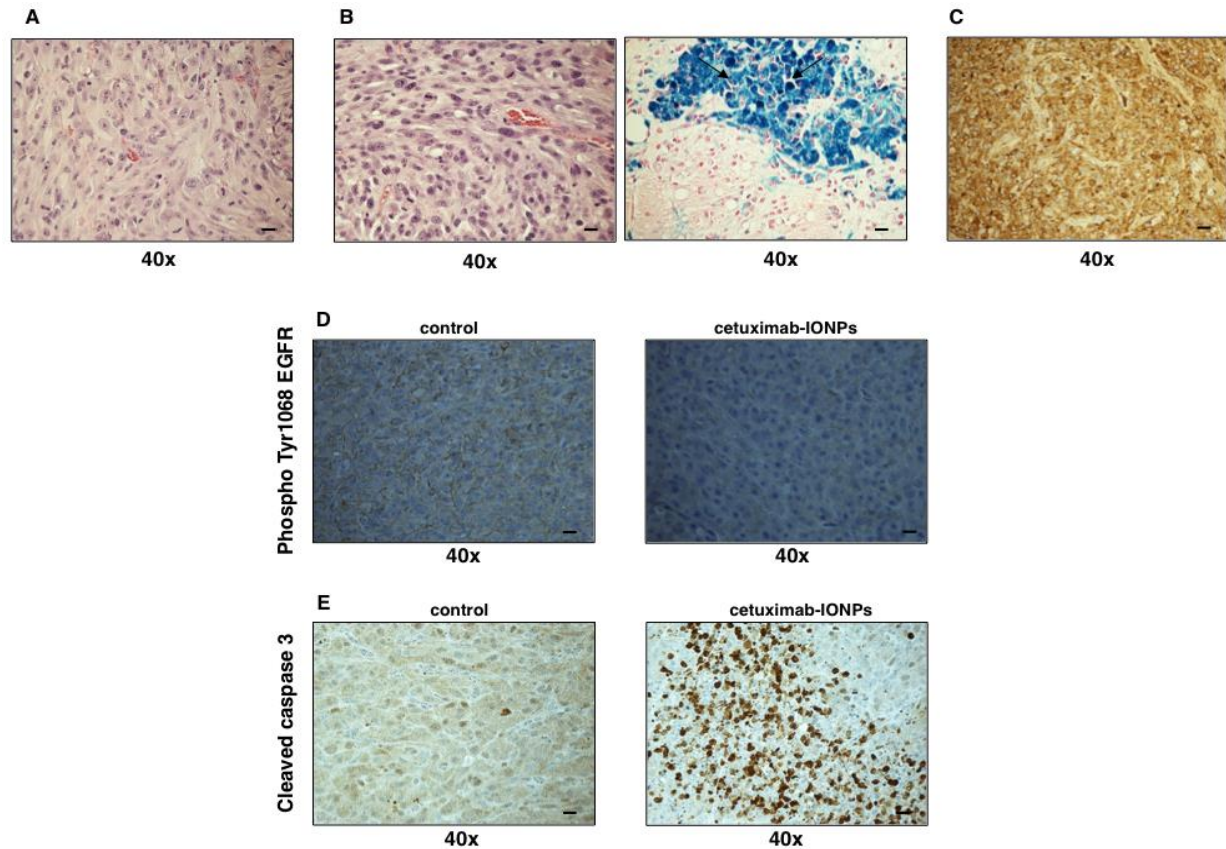 A
B
C
40x
40x
40x
40x
D
control
cetuximab-IONPs
Phospho Tyr1068 EGFR
40x
40x
E
control
cetuximab-IONPs
Cleaved caspase 3
40x
40x